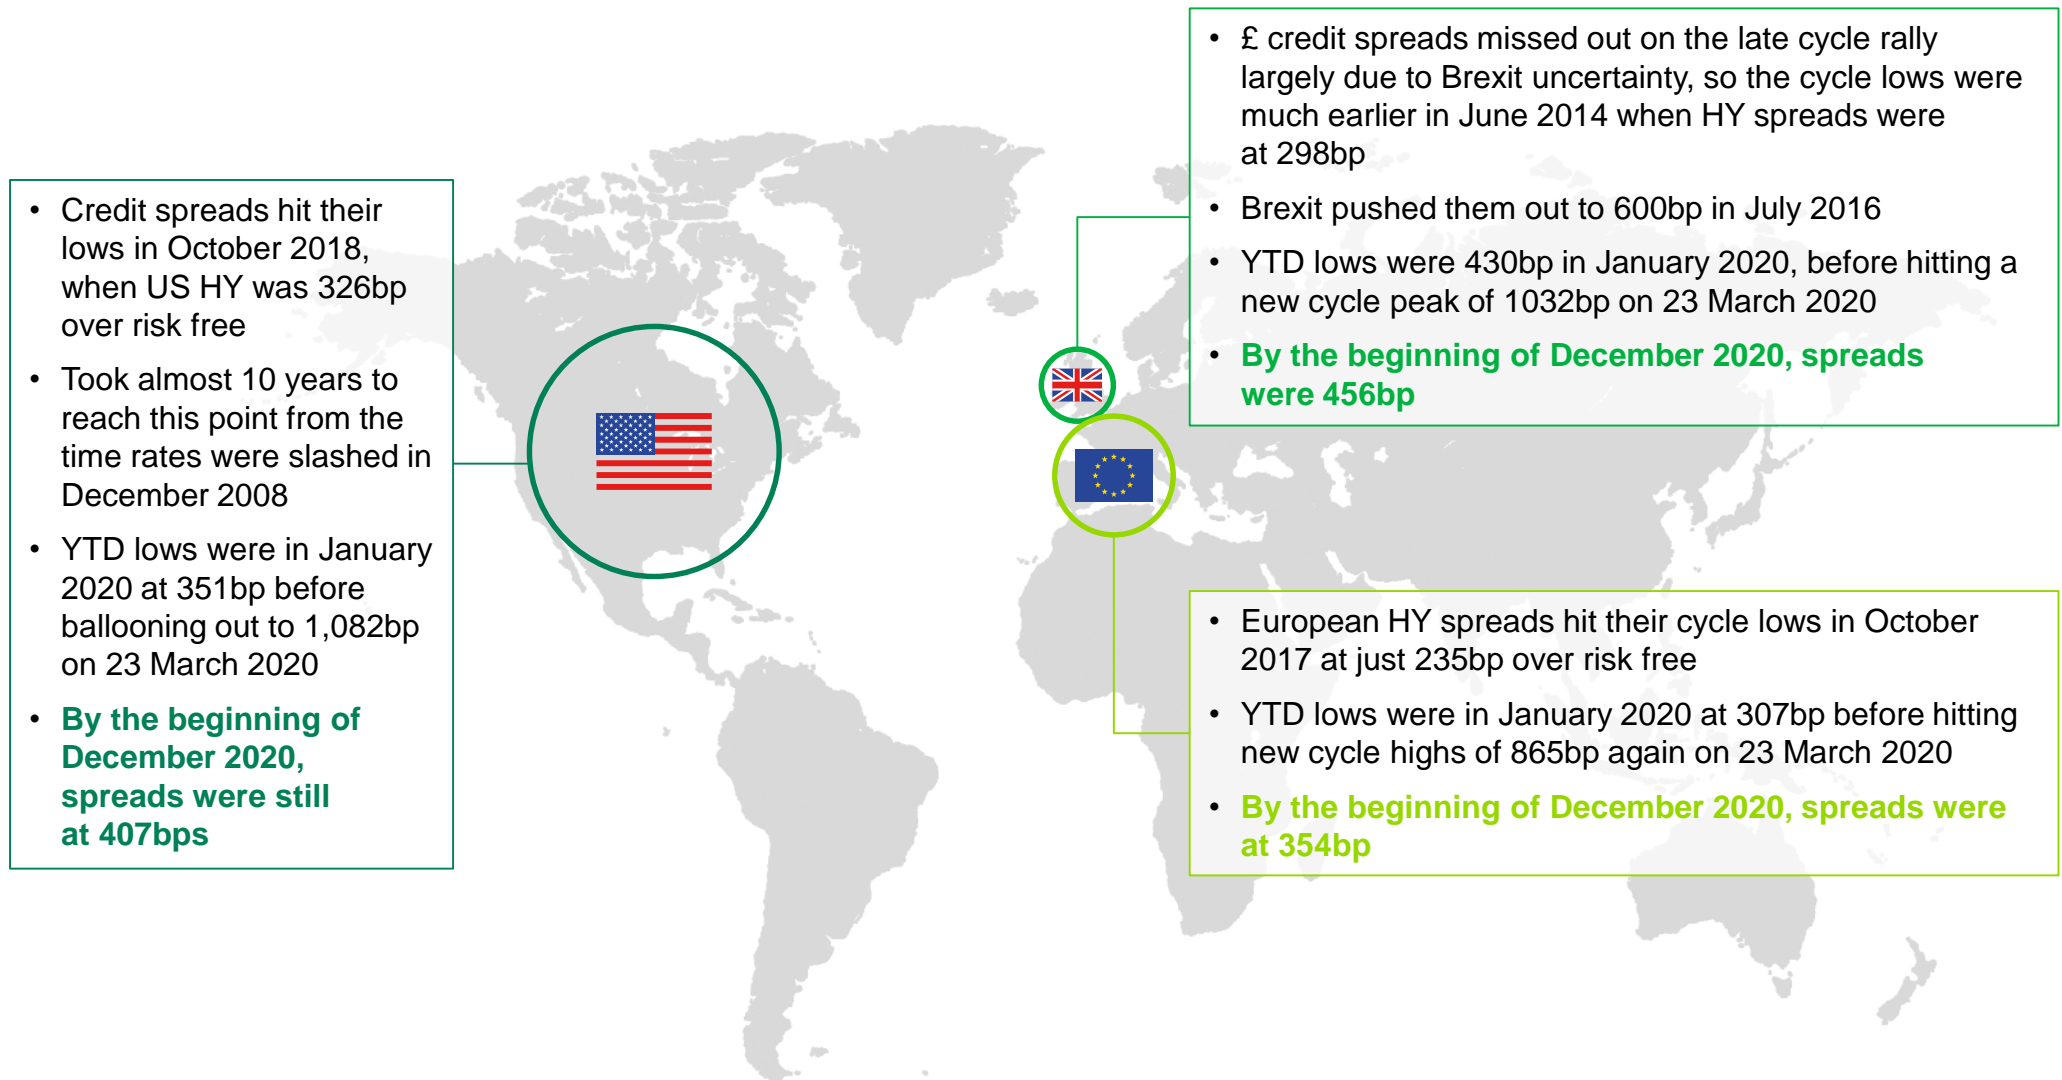 • Credit spreads hit their
lows in October 2018,
when US HY was 326bp
over risk free
• Took almost 10 years to
reach this point from the
time rates were slashed in
December 2008
• YTD lows were in January
2020 at 351bp before
ballooning out to 1,082bp
on 23 March 2020
• By the beginning of
December 2020,
spreads were still
at 407bps
• £ credit spreads missed out on the late cycle rally
largely due to Brexit uncertainty, so the cycle lows were
much earlier in June 2014 when HY spreads were
at 298bp
• Brexit pushed them out to 600bp in July 2016
• YTD lows were 430bp in January 2020, before hitting a
new cycle peak of 1032bp on 23 March 2020
• By the beginning of December 2020, spreads
were 456bp
• European HY spreads hit their cycle lows in October
2017 at just 235bp over risk free
• YTD lows were in January 2020 at 307bp before hitting
new cycle highs of 865bp again on 23 March 2020
• By the beginning of December 2020, spreads were
at 354bp